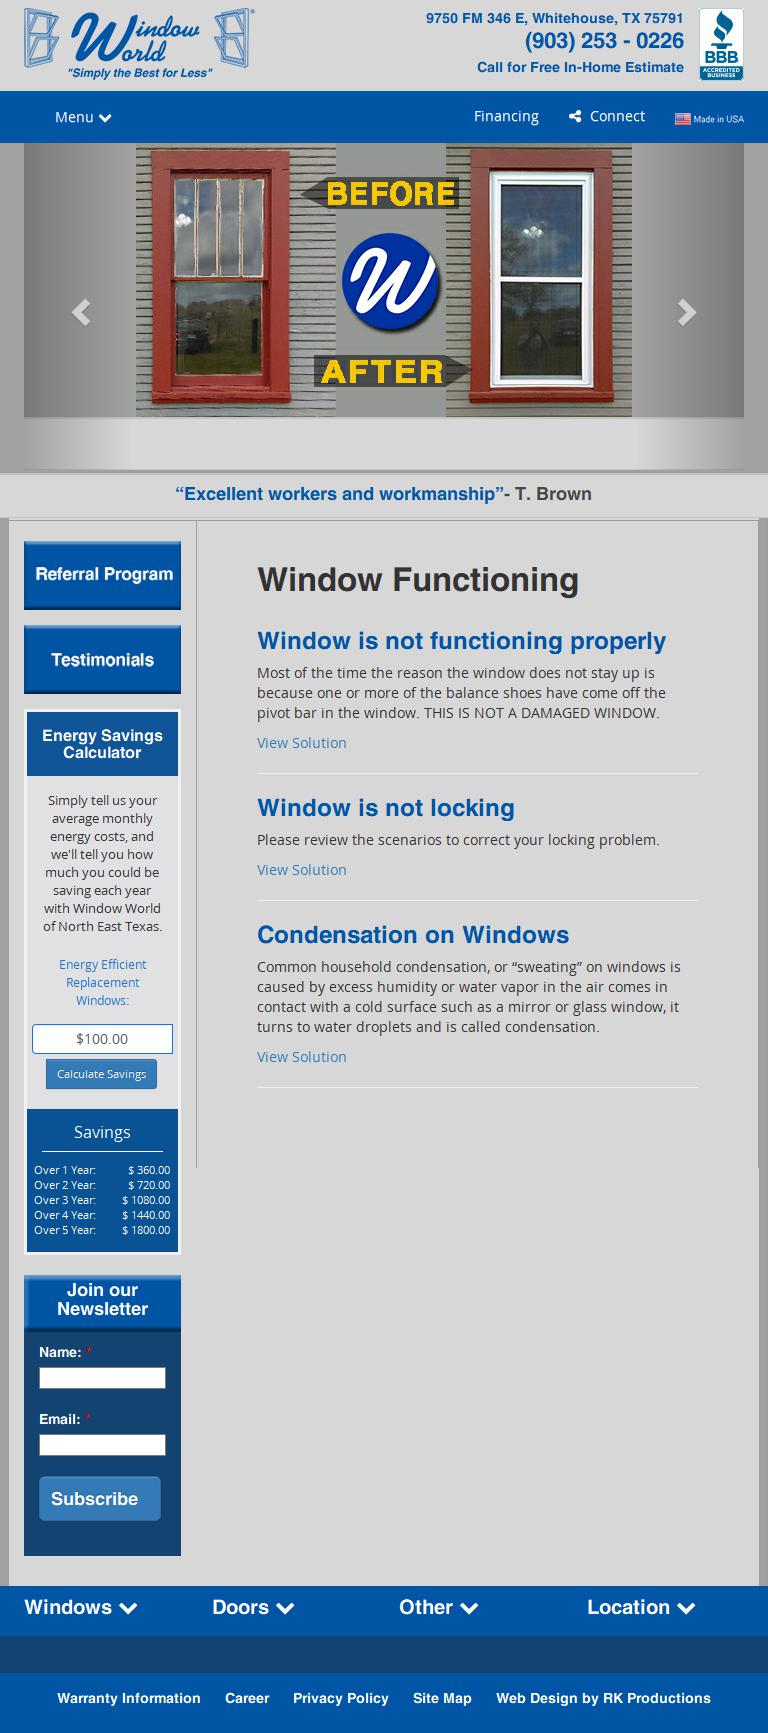 Window World
"Simply the Best for Less"
9750 FM 346 E, Whitehouse, TX 75791
(903) 253 - 0226
Call for Free In-Home Estimate
BBB
ACCREDITED BUSINESS
Menu
Financing
Connect
Made in USA
BEFORE
W
AFTER
“Excellent workers and workmanship”- T. Brown
Referral Program
Testimonials
Energy Savings
Calculator
Simply tell us your
average monthly
energy costs, and
we'll tell you how
much you could be
saving each year
with Window World
of North East Texas.
Energy Efficient
Replacement
Windows:
$100.00
Calculate Savings
Savings
Over 1 Year: $ 360.00
Over 2 Year: $ 720.00
Over 3 Year: $ 1080.00
Over 4 Year: $ 1440.00
Over 5 Year: $ 1800.00
Join our
Newsletter
Name: *
Email: *
Subscribe
Window Functioning
Window is not functioning properly
Most of the time the reason the window does not stay up is
because one or more of the balance shoes have come off the
pivot bar in the window. THIS IS NOT A DAMAGED WINDOW.
View Solution
Window is not locking
Please review the scenarios to correct your locking problem.
View Solution
Condensation on Windows
Common household condensation, or “sweating” on windows is
caused by excess humidity or water vapor in the air comes in
contact with a cold surface such as a mirror or glass window, it
turns to water droplets and is called condensation.
View Solution
Windows
Doors
Other
Location
Warranty Information
Career
Privacy Policy
Site Map
Web Design by RK Productions